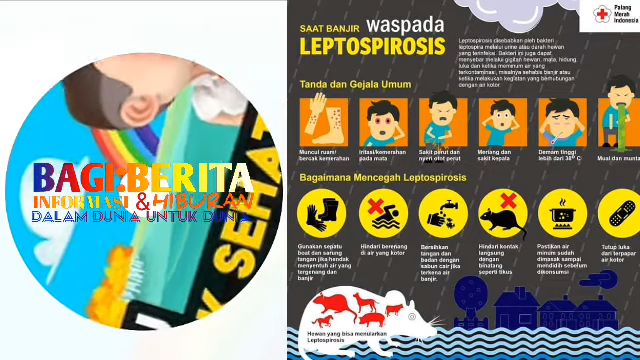 BAGI:BERITA
INFORMASI & HIBURAN
DALAM DUNIA UNTUK DUNIA
K SEHAT
Palang
Merah
Indonesia
SAAT BANJIR waspada
LEPTOSPIROSIS
Leptospirosis disebabkan oleh bakteri
leptospira melalui urine atau darah hewan
yang terinfeksi. Bakteri ini juga dapat
menyebar melalui gigitan hewan, mata, hidung,
luka dan ketika meminum air yang
terkontaminasi, misalnya sehabis banjir atau
ketika melakukan kegiatan yang berhubungan
dengan air kotor
Tanda dan Gejala Umum
Muncul ruam/
bercak kemerahan
Iritasi/kemerahan
pada mata
Sakit perut dan
nyeri otot perut
Meriang dan
sakit kepala
Demam tinggi
lebih dari 38° C
Mual dan munta
Bagaimana Mencegah Leptospirosis
Gunakan sepatu
boat dan sarung
tangan jika hendak
menyentuh air yang
tergenang dan
banjir
Hindari berenang
di air yang kotor
Bersihkan
tangan dan
badan dengan
sabun cair jika
terkena air
banjir.
Hindari kontak
langsung
dengan
binatang
seperti tikus
Pastikan air
minum sudah
dimasak sampai
mendidih sebelum
dikonsumsi
Tutup luka
dari terpapar
air kotor
Hewan yang bisa menularkan
Leptospirosis